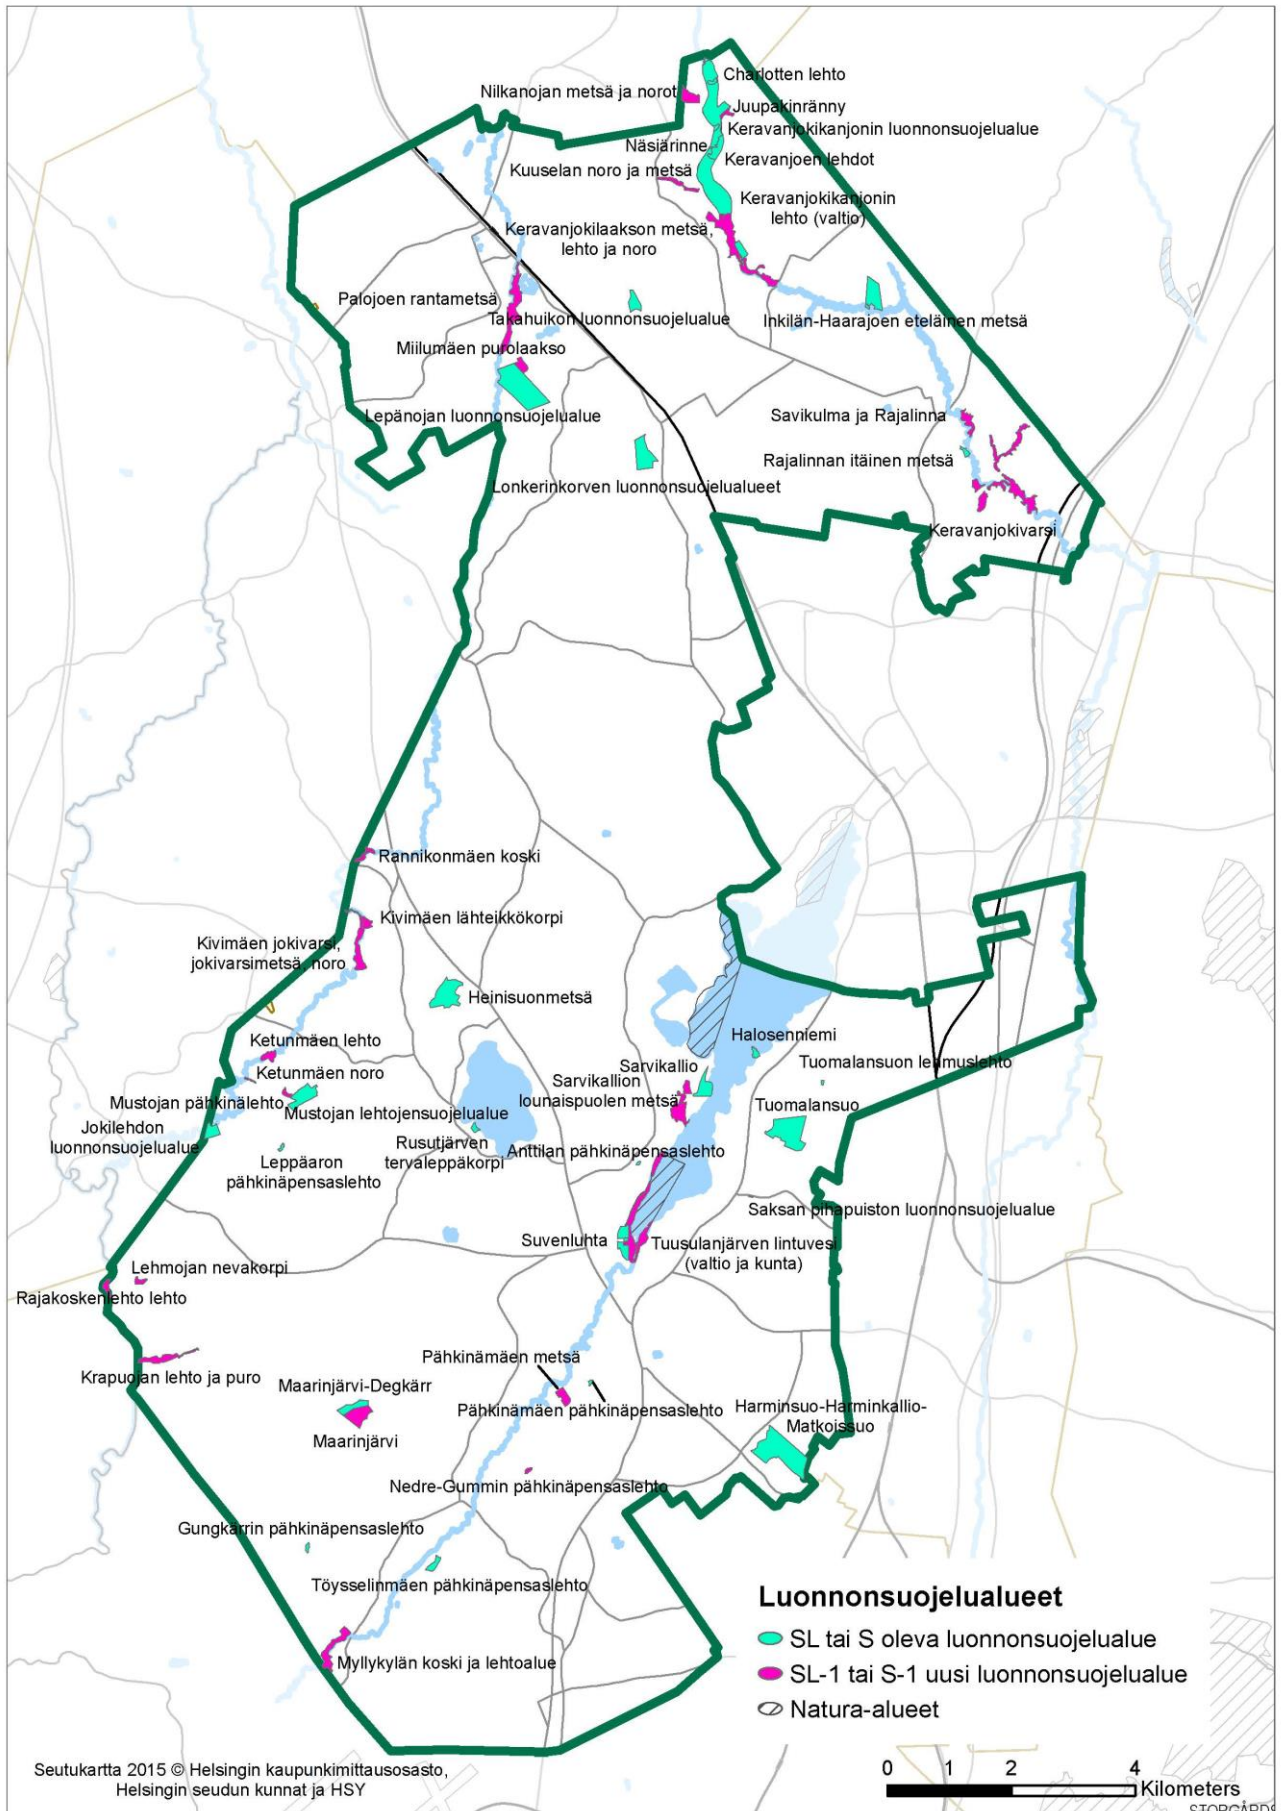 Charlotten lehto
Nilkanojan metsä ja norot
Juupakinränny
Keravanjokikanjonin luonnonsuojelualue
Näsiärinne
Keravanjoen lehdot
Kuuselan noro ja metsä
Keravanjokikanjonin
lehto (valtio)
Keravanjokilaakson metsä,
lehto ja noro
Palojoen rantametsä
Takahuikon luonnonsuojelualue
Inkilän-Haarajoen eteläinen metsä
Miilumäen purolaakso
Lepänojan luonnonsuojelualue
Savikulma ja Rajalinna
Rajalinnan itäinen metsä
Lonkerinkorven luonnonsuojelualueet
Keravanjokivarsi
Rannikonmäen koski
Kivimäen lähteikkökorpi
Kivimäen jokivarsi,
jokivarsimetsä, noro
Heinisuonmetsä
Ketunmäen lehto
Halosenniemi
Sarvikallio
Tuomalansuon lehmuslehto
Ketunmäen noro
Sarvikallion
lounaispuolen metsä
Mustojan pähkinälehto
Mustojan lehtojensuojelualue
Tuomalansuo
Jokilehdon
luonnonsuojelualue
Rusutjärven
tervaleppäkorpi
Anttilan pähkinäpensaslehto
Leppäaron
pähkinäpensaslehto
Saksan pihapuiston luonnonsuojelualue
Suvenluhta
Tuusulanjärven lintuvesi
(valtio ja kunta)
Lehmojan nevakorpi
Rajakoskenlehto lehto
Pähkinämäen metsä
Krapuojan lehto ja puro
Maarinjärvi-Degkärr
Pähkinämäen pähkinäpensaslehto
Harminsuo-Harminkallio-
Matkoissuo
Maarinjärvi
Nedre-Gummin pähkinäpensaslehto
Gungkärrin pähkinäpensaslehto
Töysselinmäen pähkinäpensaslehto
Myllykylän koski ja lehtoalue
Luonnonsuojelualueet
SL tai S oleva luonnonsuojelualue
SL-1 tai S-1 uusi luonnonsuojelualue
Natura-alueet
Seutukartta 2015 © Helsingin kaupunkimittausosasto,
Helsingin seudun kunnat ja HSY
0 1 2 4
Kilometers